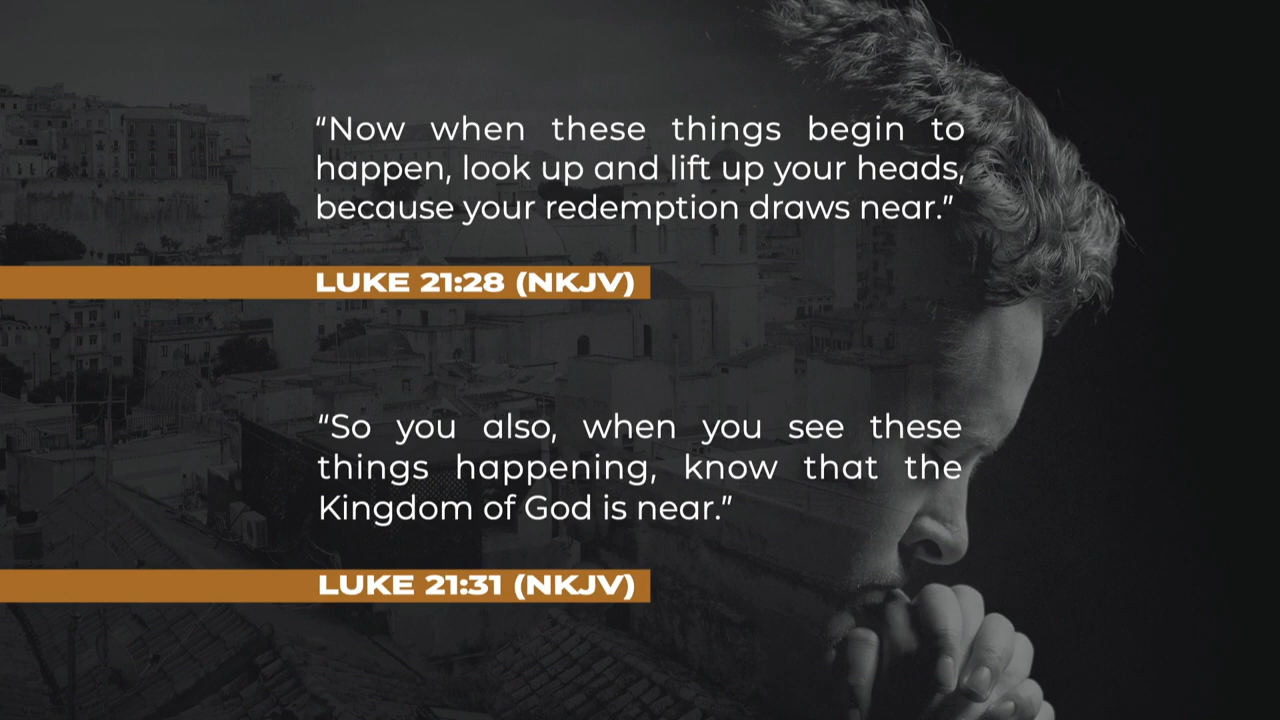 “Now when these things begin to
happen, look up and lift up your heads,
because your redemption draws near.”
LUKE 21:28 (NKJV)
“So you also, when you see these
things happening, know that the
Kingdom of God is near.”
LUKE 21:31 (NKJV)